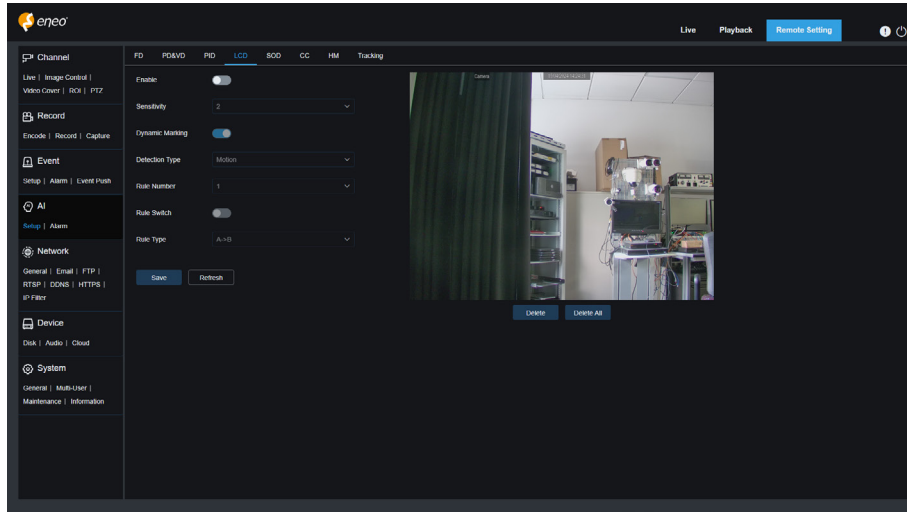 eneo
Live Playback Remote Setting
Channel
Live | Image Control |
Video Cover | ROI | PTZ
Record
Encode | Record | Capture
Event
Setup | Alarm | Event Push
AI
Setup | Alarm
Network
General | Email | FTP |
RTSP | DDNS | HTTPS |
IP Filter
Device
Disk | Audio | Cloud
System
General | Multi-User |
Maintenance | Information
FD PD&VD PID LCD SOD CC HM Tracking
Enable
Sensitivity 2
Dynamic Marking
Detection Type Motion
Rule Number 1
Rule Switch
Rule Type A->B
Save Refresh
Camera
Delete Delete All